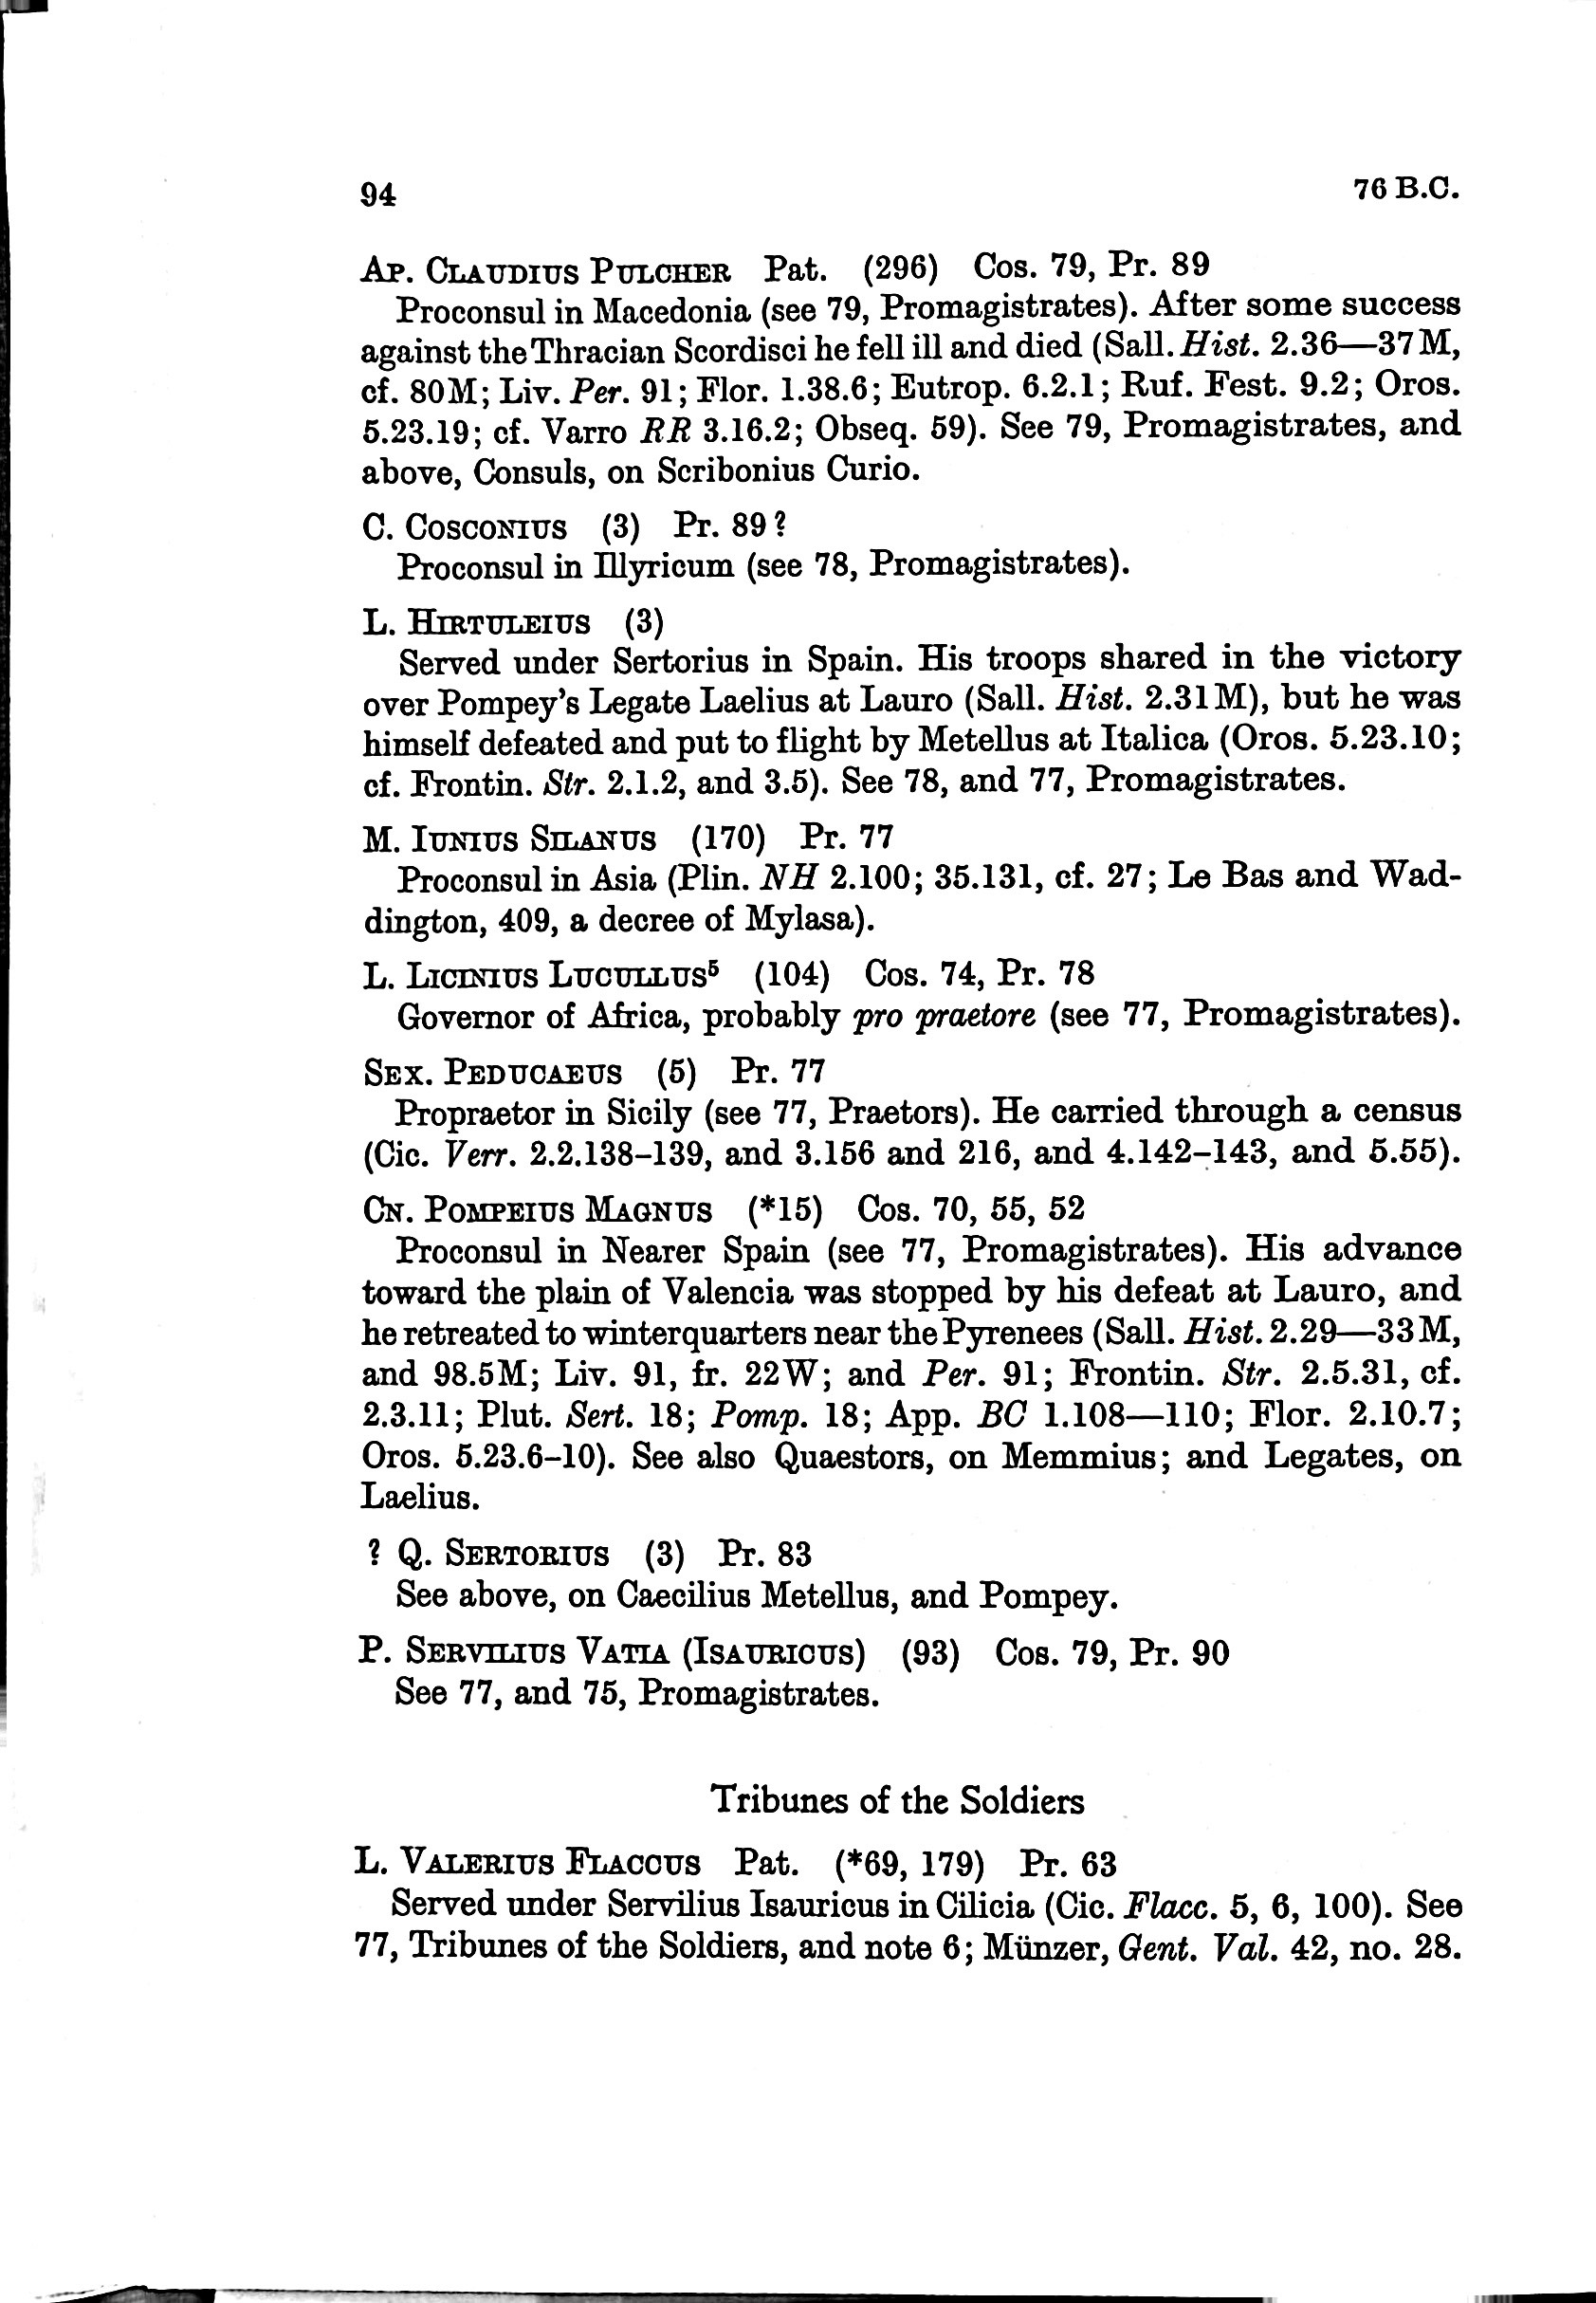 94 76 B.C.
Ap. Claudius Pulcher Pat. (296) Cos. 79, Pr. 89
Proconsul in Macedonia (see 79, Promagistrates). After some success
against the Thracian Scordisci he fell ill and died (Sall. Hist. 2.36—37M,
cf. 80M; Liv. Per. 91; Flor. 1.38.6; Eutrop. 6.2.1; Ruf. Fest. 9.2; Oros.
5.23.19; cf. Varro RR 3.16.2; Obseq. 59). See 79, Promagistrates, and
above, Consuls, on Scribonius Curio.
C. Cosconius (3) Pr. 89?
Proconsul in Illyricum (see 78, Promagistrates).
L. Hirtuleius (3)
Served under Sertorius in Spain. His troops shared in the victory
over Pompey's Legate Laelius at Lauro (Sall. Hist. 2.31M), but he was
himself defeated and put to flight by Metellus at Italica (Oros. 5.23.10;
cf. Frontin. Str. 2.1.2, and 3.5). See 78, and 77, Promagistrates.
M. Iunius Silanus (170) Pr. 77
Proconsul in Asia (Plin. NH 2.100; 35.131, cf. 27; Le Bas and Wad-
dington, 409, a decree of Mylasa).
L. Licinius Lucullus⁵ (104) Cos. 74, Pr. 78
Governor of Africa, probably pro praetore (see 77, Promagistrates).
Sex. Peducaeus (5) Pr. 77
Propraetor in Sicily (see 77, Praetors). He carried through a census
(Cic. Verr. 2.2.138–139, and 3.156 and 216, and 4.142–143, and 5.55).
Cn. Pompeius Magnus (*15) Cos. 70, 55, 52
Proconsul in Nearer Spain (see 77, Promagistrates). His advance
toward the plain of Valencia was stopped by his defeat at Lauro, and
he retreated to winterquarters near the Pyrenees (Sall. Hist. 2.29—33M,
and 98.5M; Liv. 91, fr. 22W; and Per. 91; Frontin. Str. 2.5.31, cf.
2.3.11; Plut. Sert. 18; Pomp. 18; App. BC 1.108—110; Flor. 2.10.7;
Oros. 5.23.6–10). See also Quaestors, on Memmius; and Legates, on
Laelius.
? Q. Sertorius (3) Pr. 83
See above, on Caecilius Metellus, and Pompey.
P. Servilius Vatia (Isauricus) (93) Cos. 79, Pr. 90
See 77, and 75, Promagistrates.
Tribunes of the Soldiers
L. Valerius Flaccus Pat. (*69, 179) Pr. 63
Served under Servilius Isauricus in Cilicia (Cic. Flacc. 5, 6, 100). See
77, Tribunes of the Soldiers, and note 6; Münzer, Gent. Val. 42, no. 28.